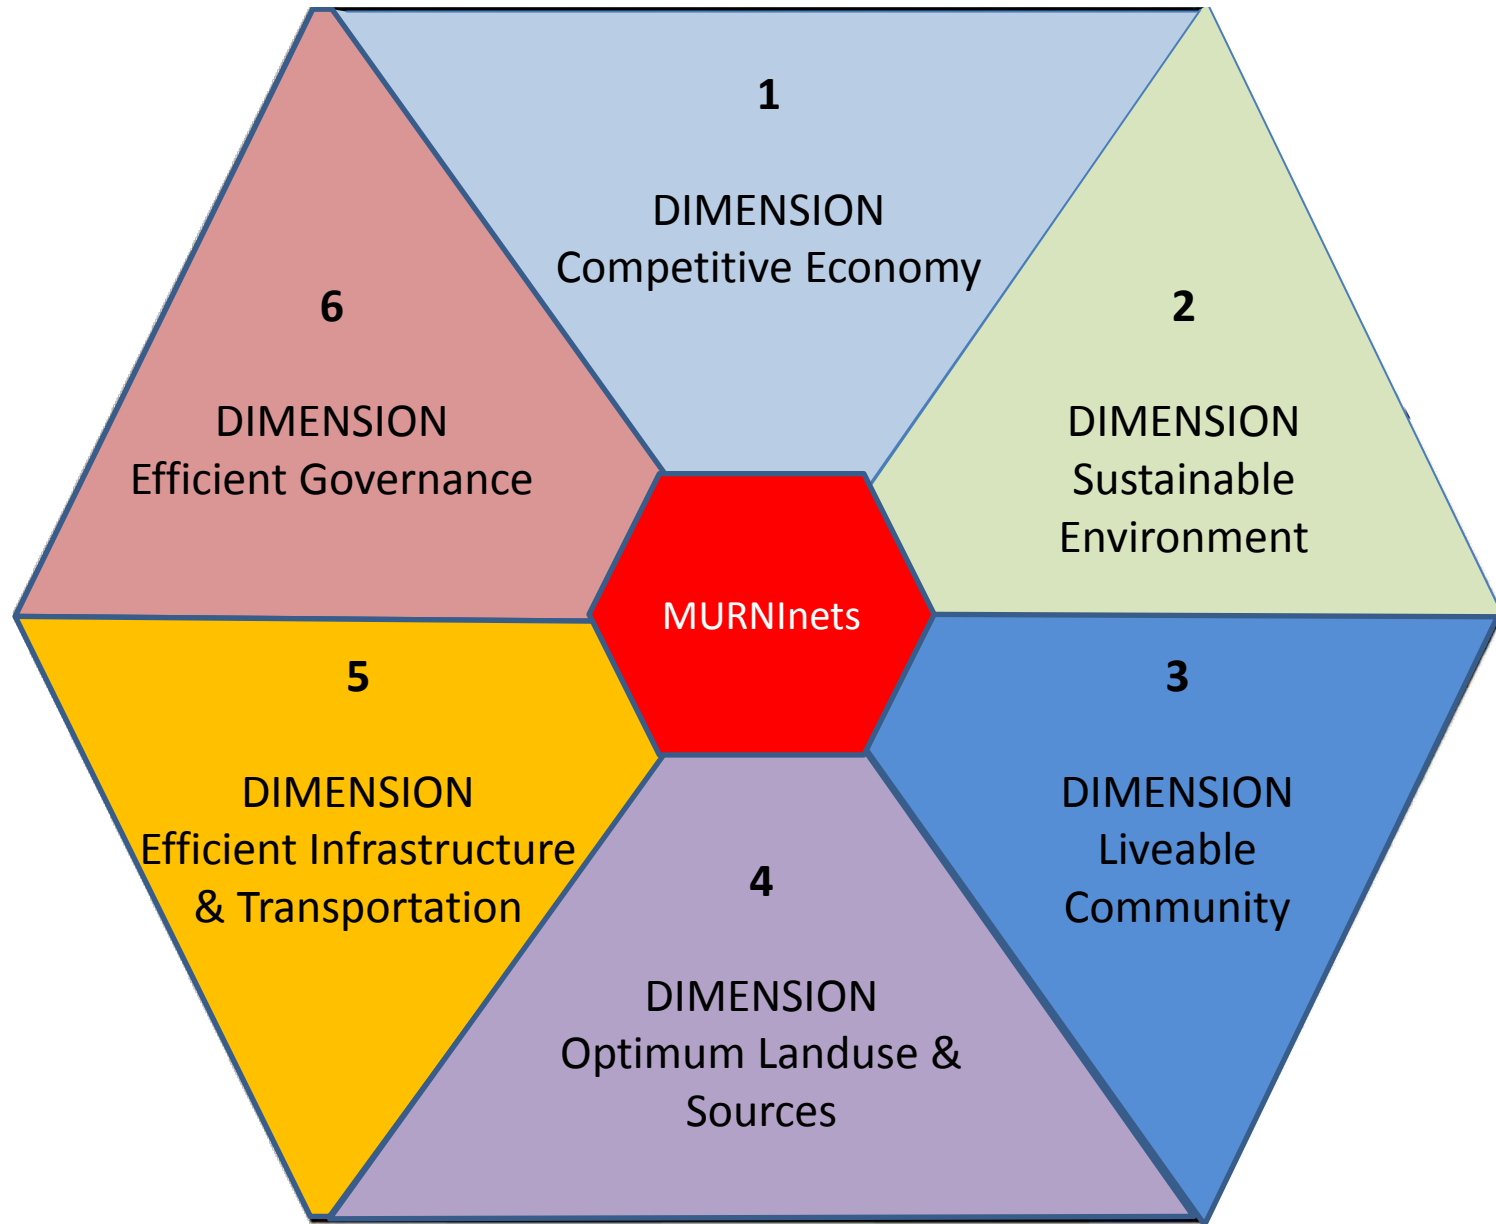 1
DIMENSION
Competitive Economy
2
DIMENSION
Sustainable
Environment
3
DIMENSION
Liveable
Community
4
DIMENSION
Optimum Landuse &
Sources
5
DIMENSION
Efficient Infrastructure
& Transportation
6
DIMENSION
Efficient Governance
MURNInets